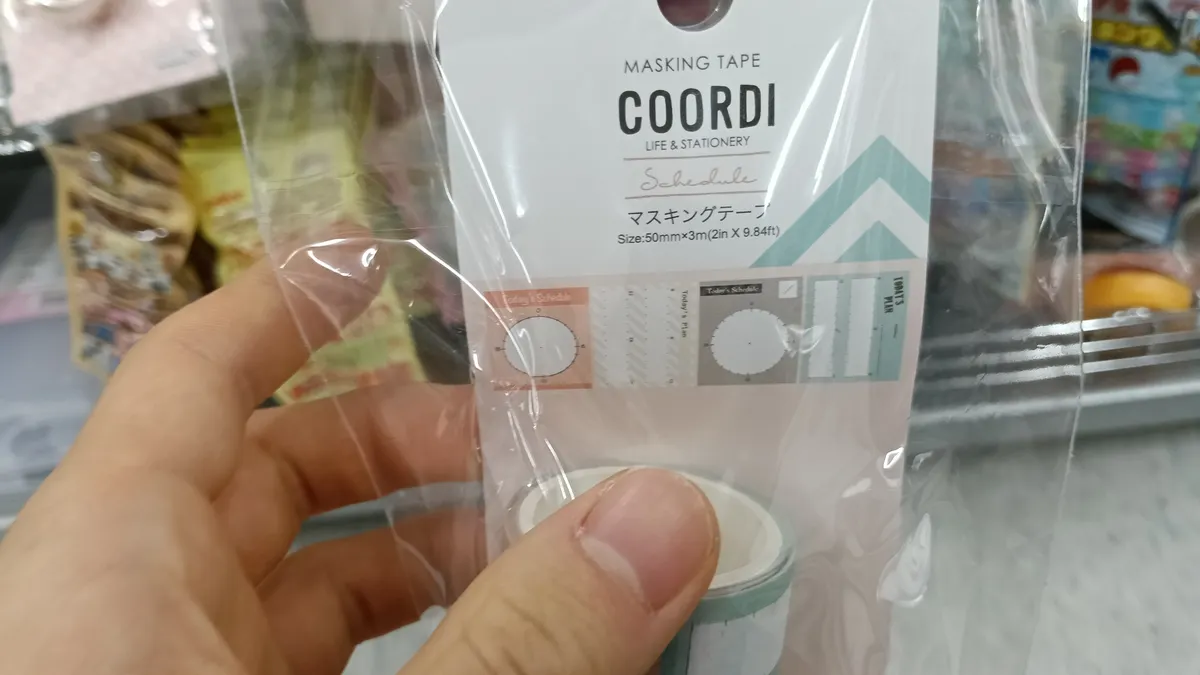 MASKING TAPE
COORDI
LIFE & STATIONERY
Schedule
マスキングテープ
Size:50mm×3m(2in X 9.84ft)
Today's Schedule
Today's Plan
Today's Schedule
TODAY'S PLAN